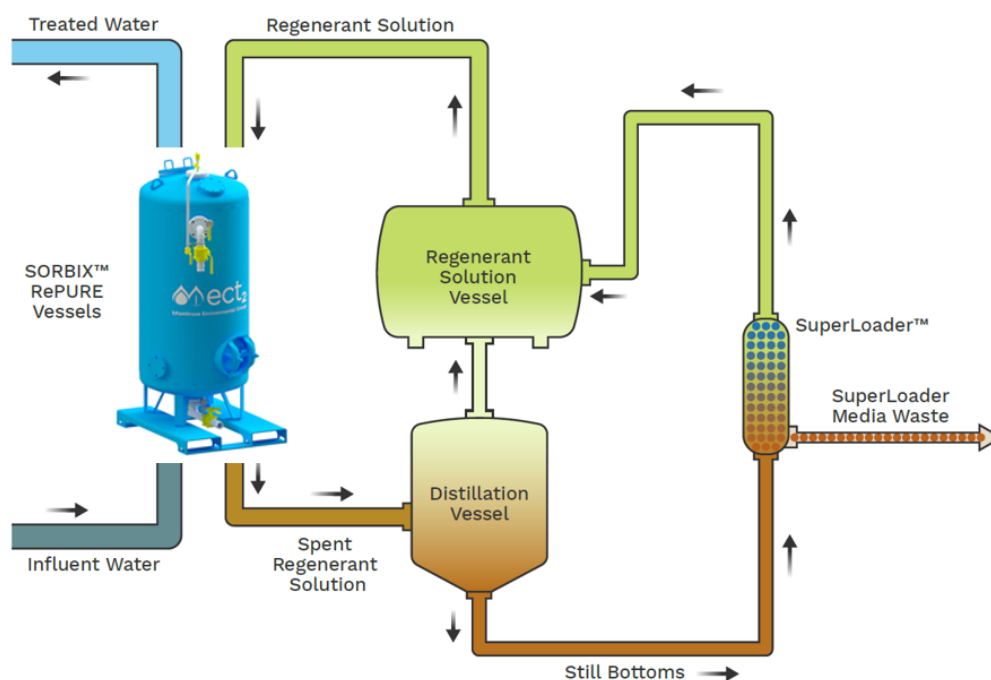 Treated Water
Regenerant Solution
SORBIX™
RePURE
Vessels
ect₂
Regenerant
Solution
Vessel
SuperLoader™
SuperLoader
Media Waste
Distillation
Vessel
Influent Water
Spent
Regenerant
Solution
Still Bottoms